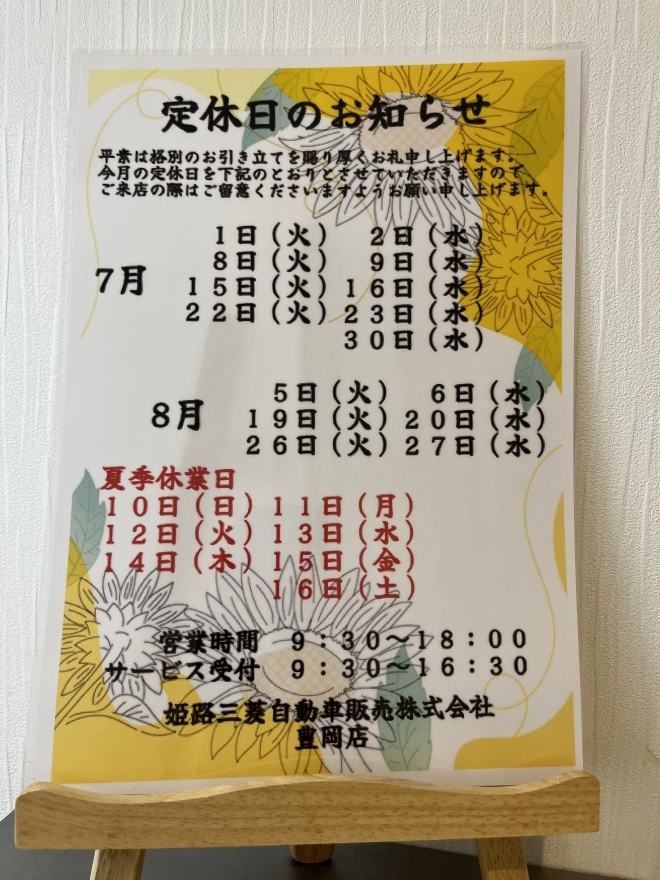 定休日のお知らせ
平素は格別のお引き立てを賜り厚くお礼申し上げます。
今月の定休日を下記のとおりとさせていただきますので
ご来店の際はご留意くださいますようお願い申し上げます。
7月
1日（火） 2日（水）
8日（火） 9日（水）
15日（火） 16日（水）
22日（火） 23日（水）
30日（水）
8月
5日（火） 6日（水）
19日（火） 20日（水）
26日（火） 27日（水）
夏季休業日
10日（日） 11日（月）
12日（火） 13日（水）
14日（木） 15日（金）
16日（土）
営業時間 9：30～18：00
サービス受付 9：30～16：30
姫路三菱自動車販売株式会社
豊岡店